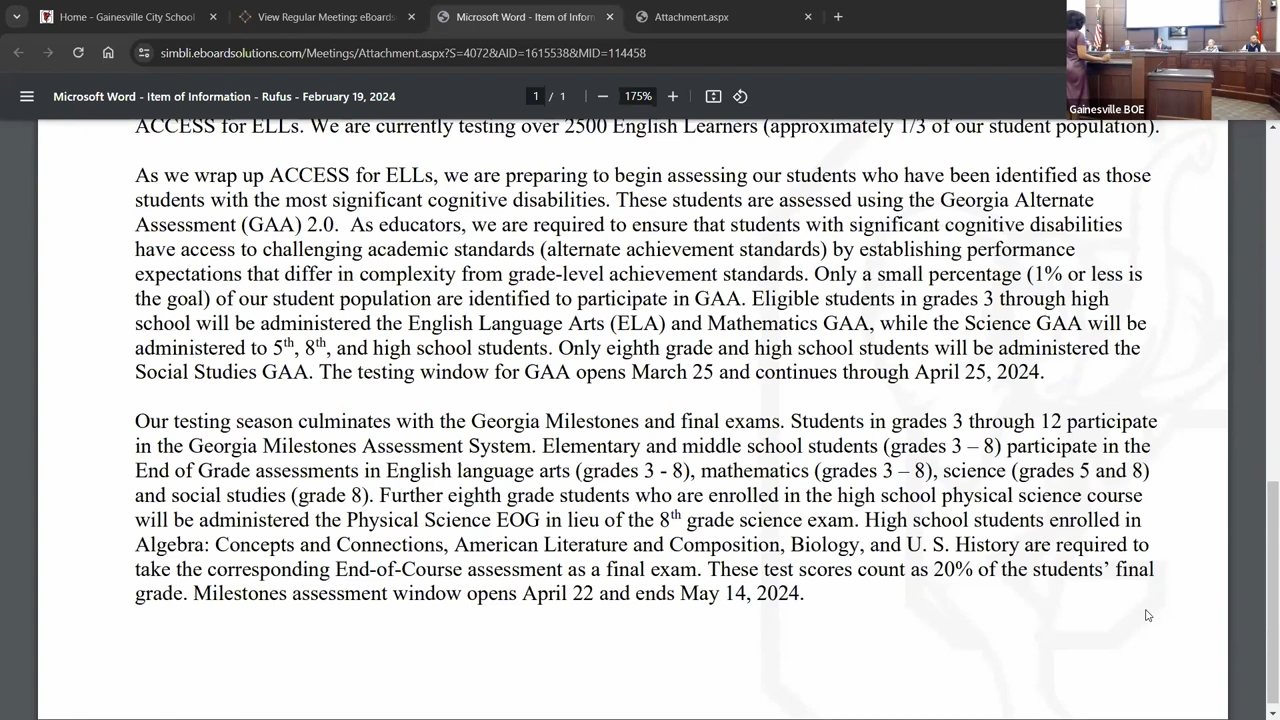 Home - Gainesville City School
View Regular Meeting: eBoards
Microsoft Word - Item of Inform
Attachment.aspx
simbli.eboardsolutions.com/Meetings/Attachment.aspx?S=4072&AID=1615538&MID=114458
Microsoft Word - Item of Information - Rufus - February 19, 2024
1 / 1
175%
Gainesville BOE
ACCESS for ELLs. We are currently testing over 2500 English Learners (approximately 1/3 of our student population).
As we wrap up ACCESS for ELLs, we are preparing to begin assessing our students who have been identified as those
students with the most significant cognitive disabilities. These students are assessed using the Georgia Alternate
Assessment (GAA) 2.0. As educators, we are required to ensure that students with significant cognitive disabilities
have access to challenging academic standards (alternate achievement standards) by establishing performance
expectations that differ in complexity from grade-level achievement standards. Only a small percentage (1% or less is
the goal) of our student population are identified to participate in GAA. Eligible students in grades 3 through high
school will be administered the English Language Arts (ELA) and Mathematics GAA, while the Science GAA will be
administered to 5th, 8th, and high school students. Only eighth grade and high school students will be administered the
Social Studies GAA. The testing window for GAA opens March 25 and continues through April 25, 2024.
Our testing season culminates with the Georgia Milestones and final exams. Students in grades 3 through 12 participate
in the Georgia Milestones Assessment System. Elementary and middle school students (grades 3 – 8) participate in the
End of Grade assessments in English language arts (grades 3 - 8), mathematics (grades 3 – 8), science (grades 5 and 8)
and social studies (grade 8). Further eighth grade students who are enrolled in the high school physical science course
will be administered the Physical Science EOG in lieu of the 8th grade science exam. High school students enrolled in
Algebra: Concepts and Connections, American Literature and Composition, Biology, and U. S. History are required to
take the corresponding End-of-Course assessment as a final exam. These test scores count as 20% of the students’ final
grade. Milestones assessment window opens April 22 and ends May 14, 2024.